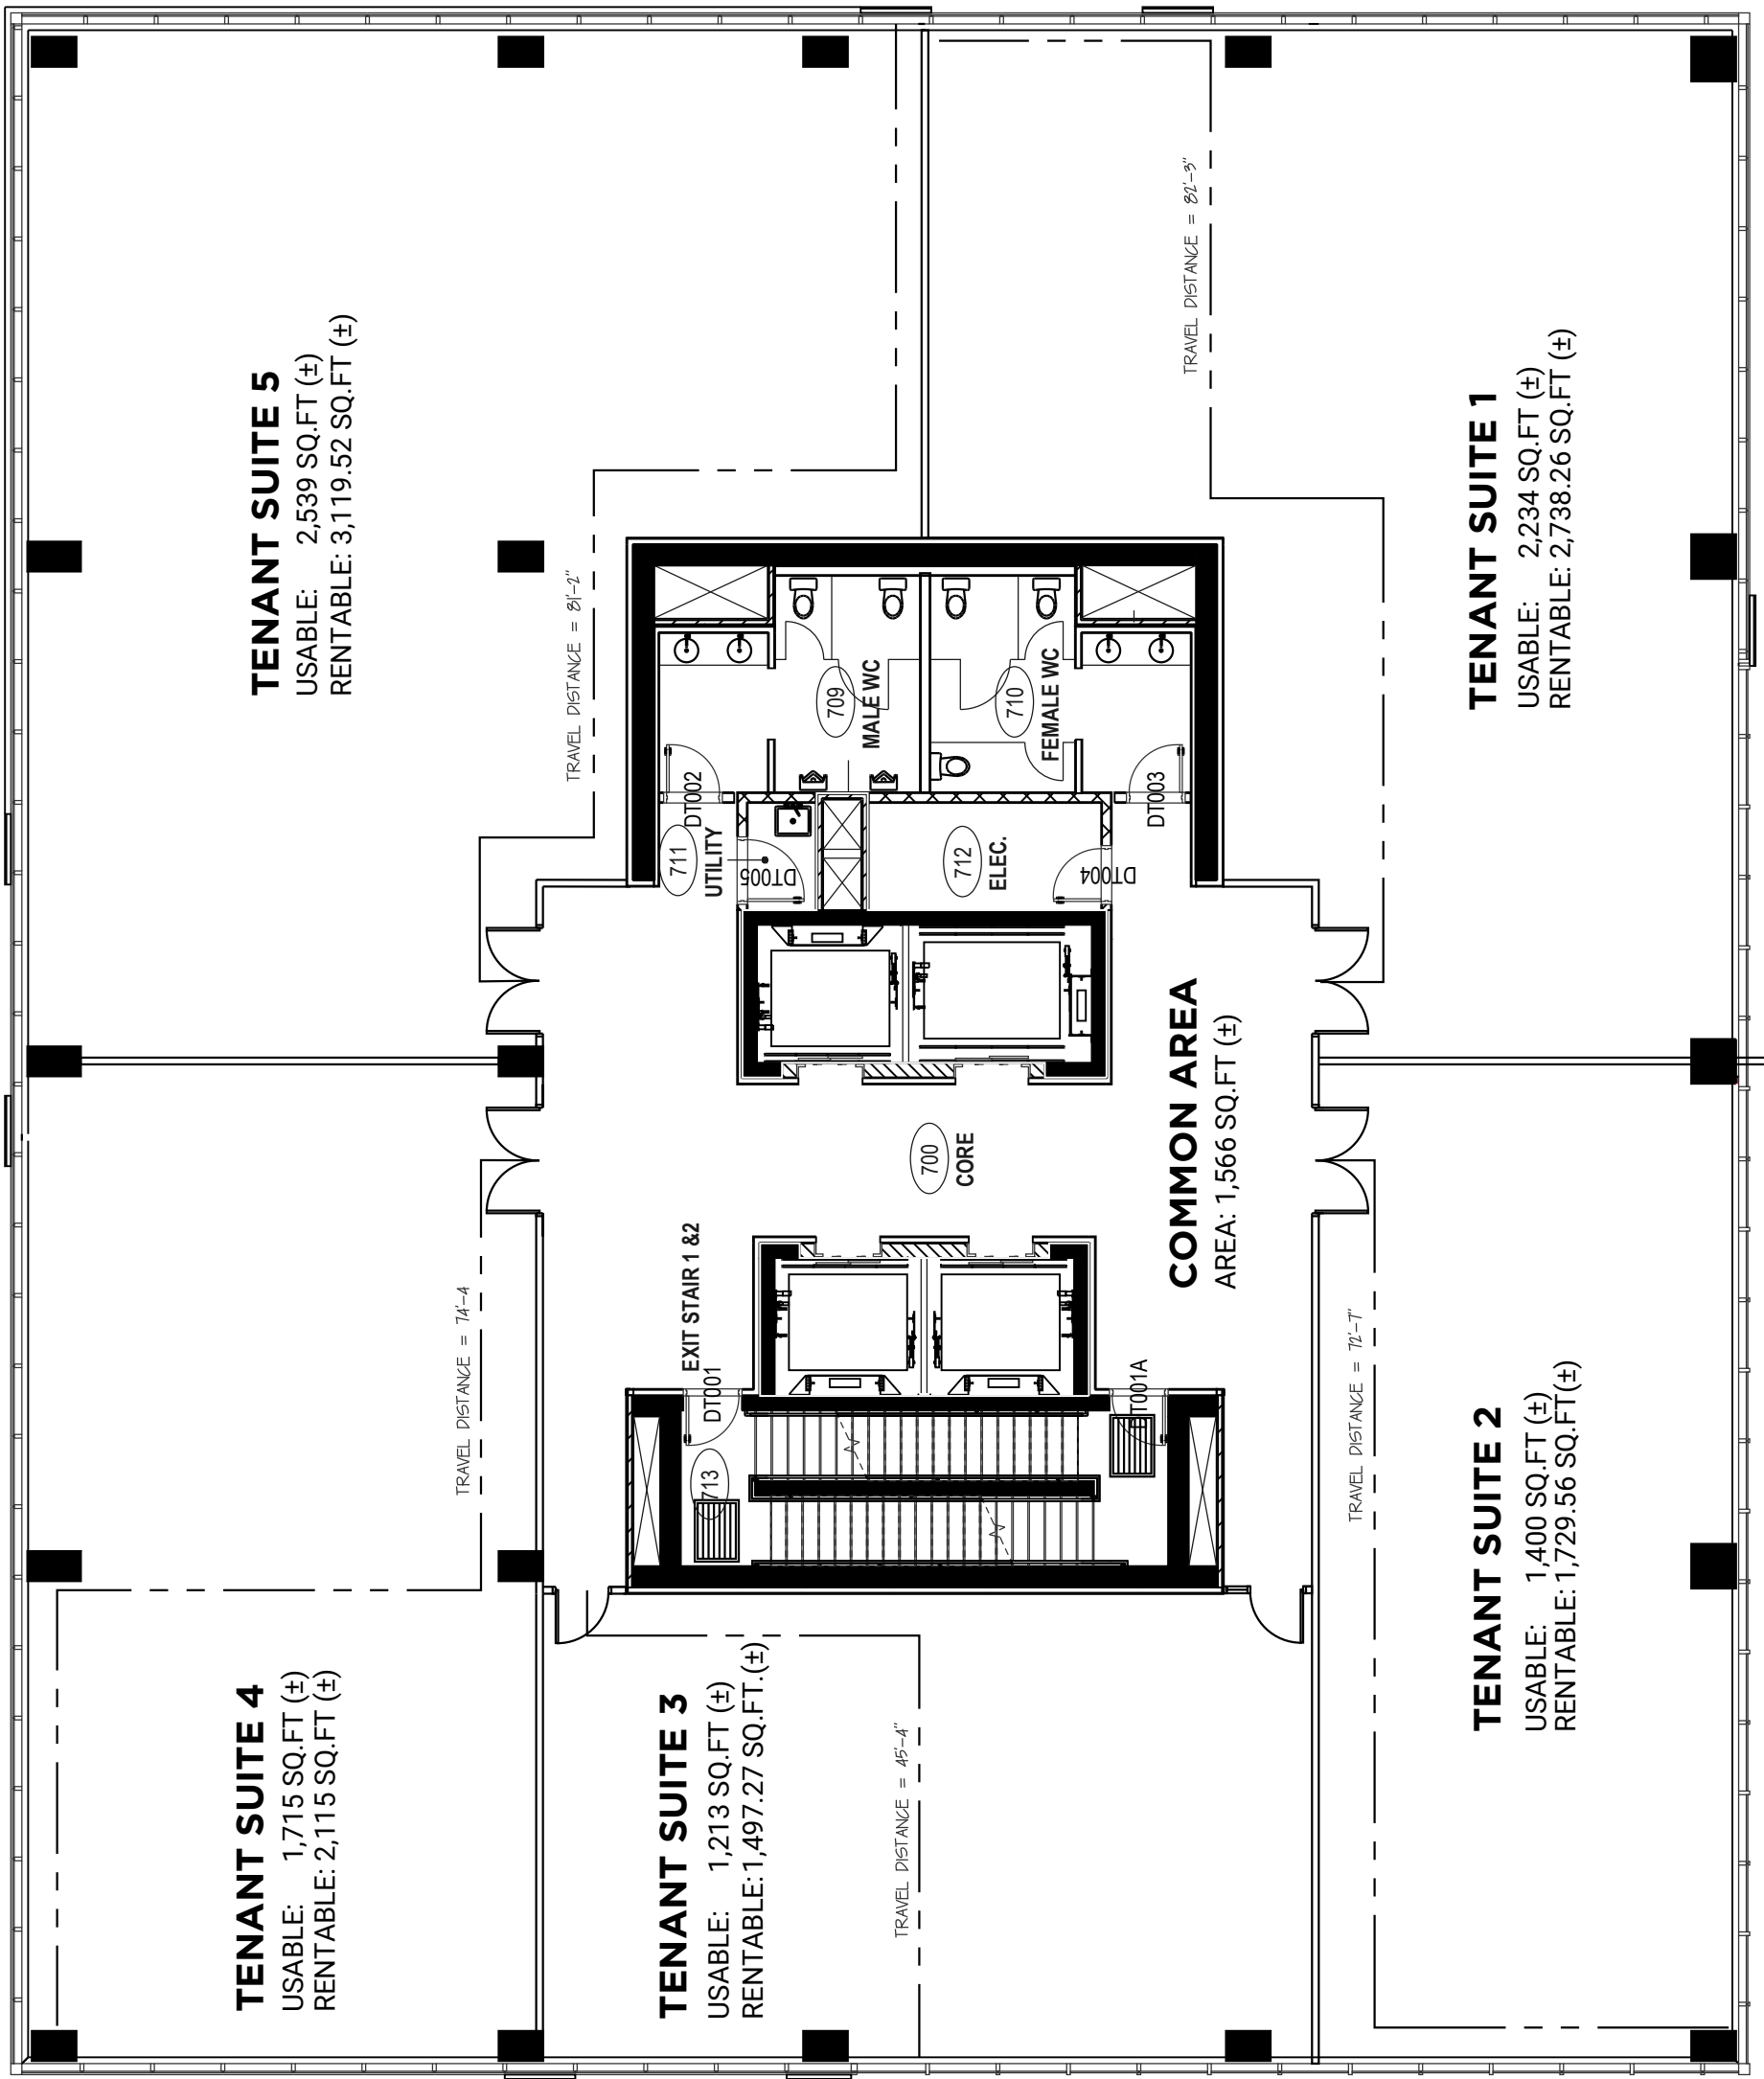 TENANT SUITE 4
USABLE: 1,715 SQ.FT (±)
RENTABLE: 2,115 SQ.FT (±)
TRAVEL DISTANCE = 74'-4
TENANT SUITE 5
USABLE: 2,539 SQ.FT (±)
RENTABLE: 3,119.52 SQ.FT (±)
TRAVEL DISTANCE = 81'-2"
TENANT SUITE 3
USABLE: 1,213 SQ.FT (±)
RENTABLE: 1,497.27 SQ.FT.(±)
TRAVEL DISTANCE = 45'-4"
EXIT STAIR 1 &2
DT001
713
DT001A
700
CORE
711
UTILITY
DT002
DT005
709
MALE WC
712
ELEC.
DT004
710
FEMALE WC
DT003
COMMON AREA
AREA: 1,566 SQ.FT (±)
TRAVEL DISTANCE = 82'-3"
TENANT SUITE 2
USABLE: 1,400 SQ.FT (±)
RENTABLE: 1,729.56 SQ.FT(±)
TRAVEL DISTANCE = 72'-7"
TENANT SUITE 1
USABLE: 2,234 SQ.FT (±)
RENTABLE: 2,738.26 SQ.FT (±)